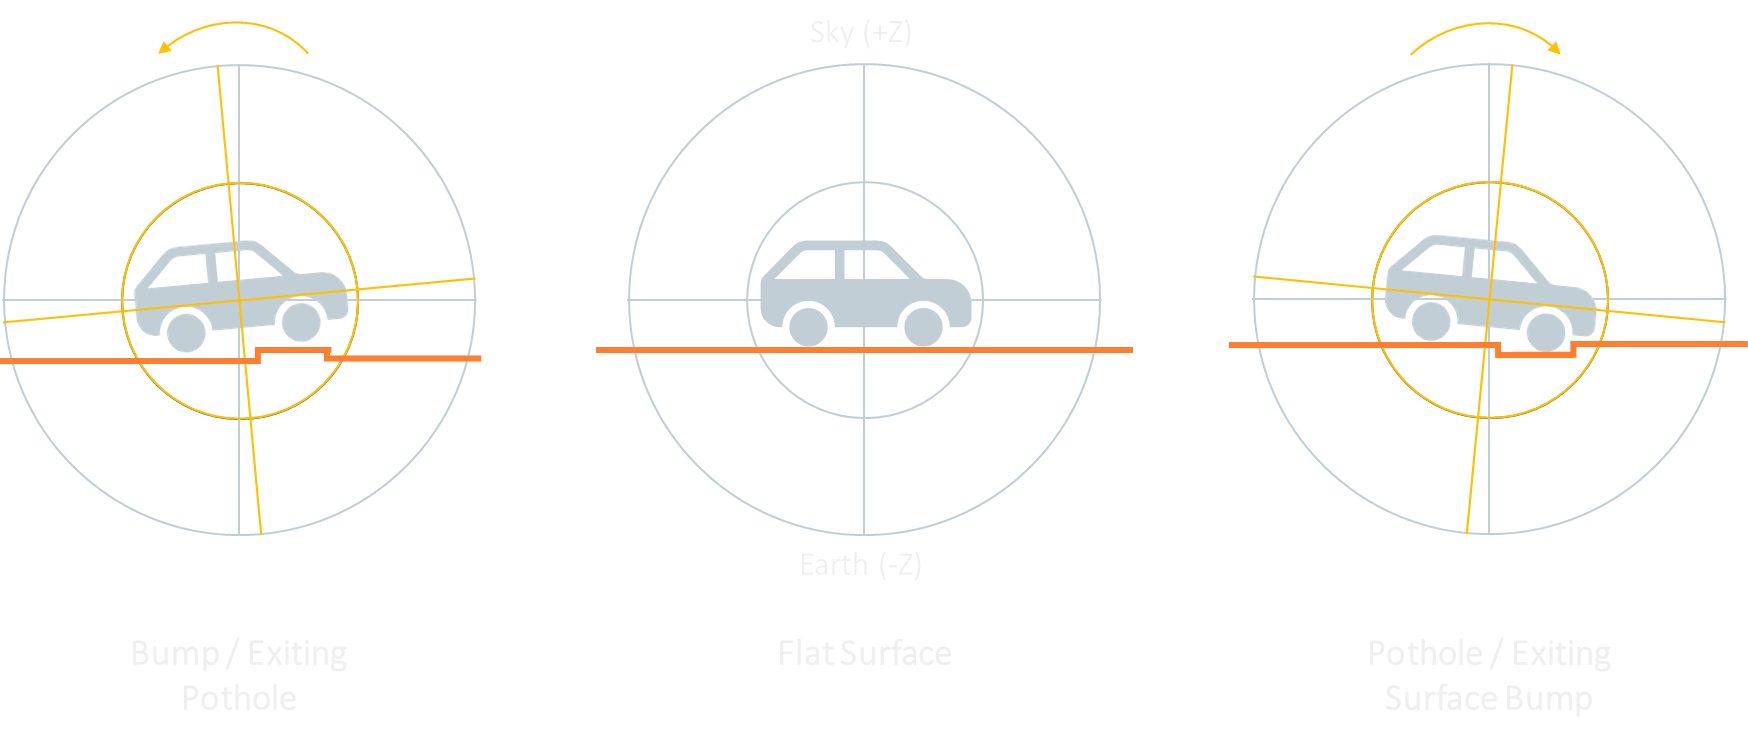 Sky (+Z)
Earth (-Z)
Bump / Exiting
Pothole
Flat Surface
Pothole / Exiting
Surface Bump